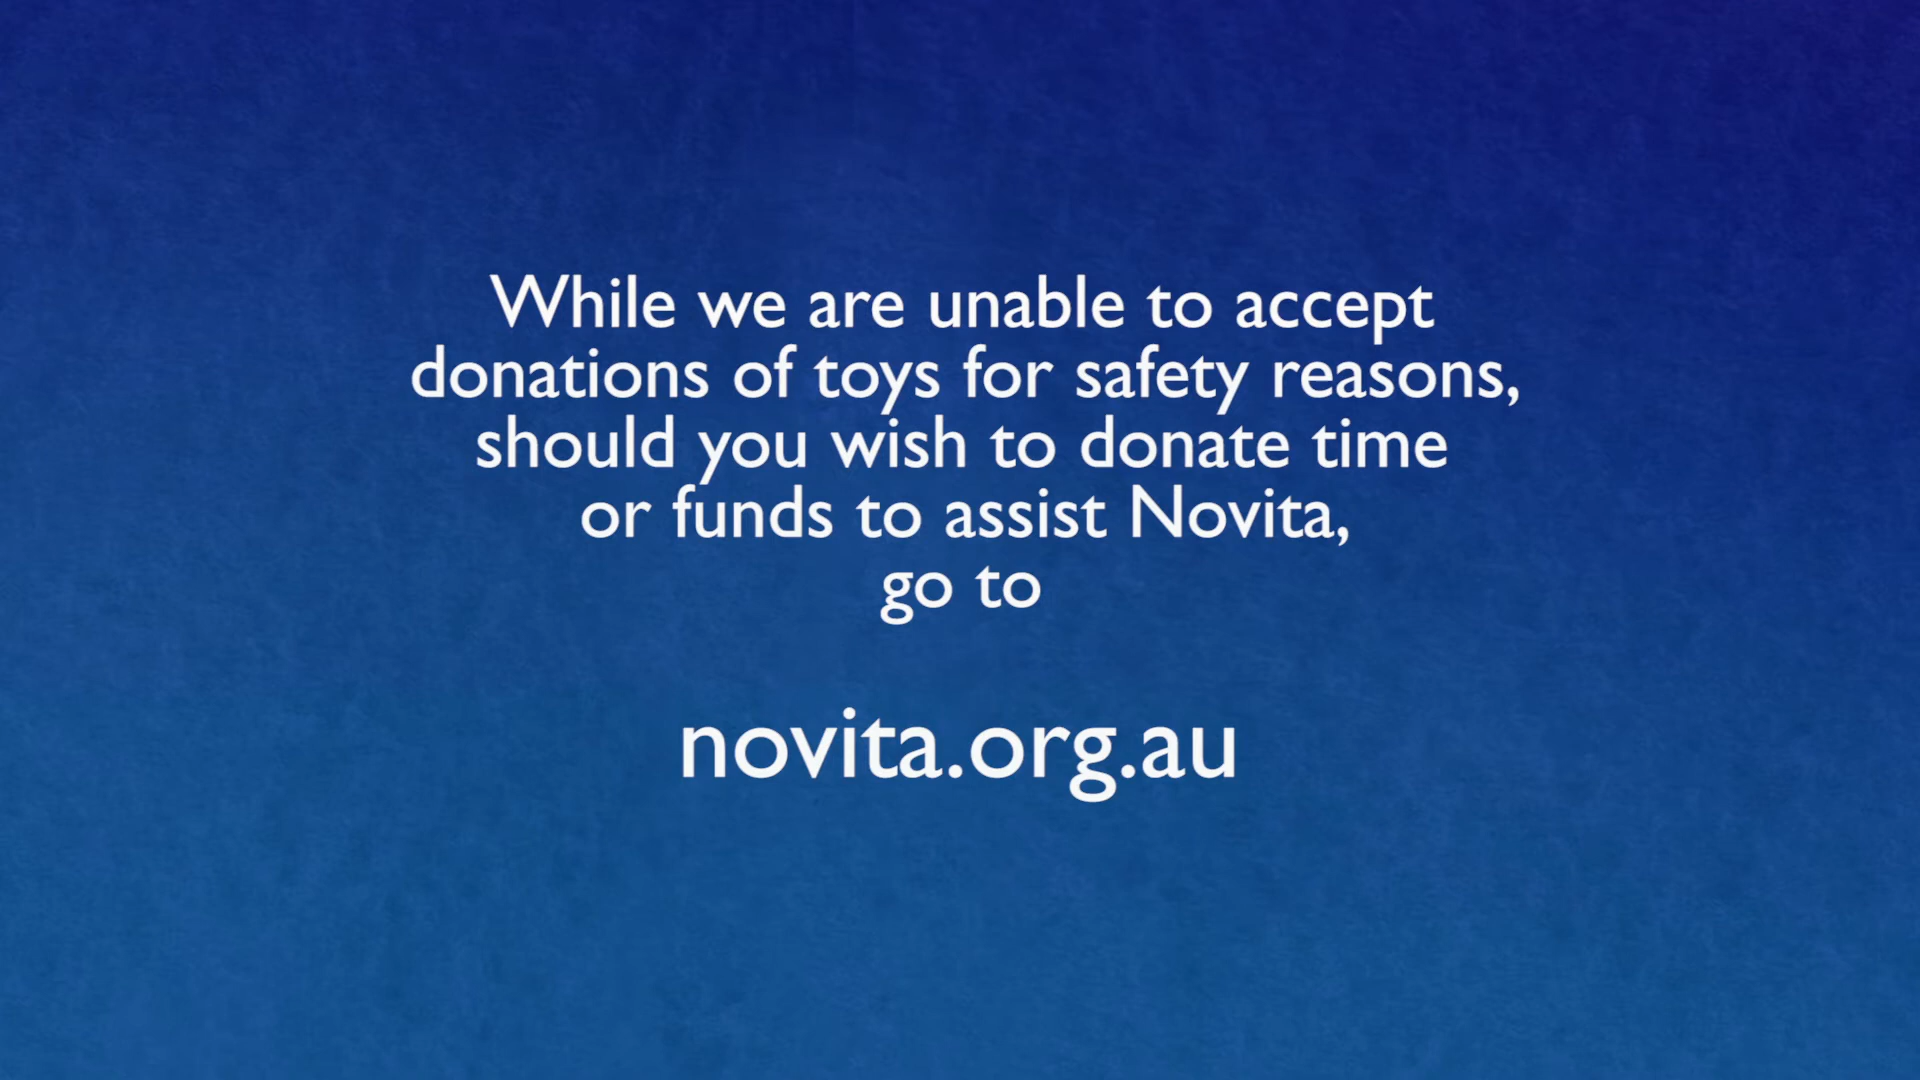 While we are unable to accept
donations of toys for safety reasons,
should you wish to donate time
or funds to assist Novita,
go to
novita.org.au